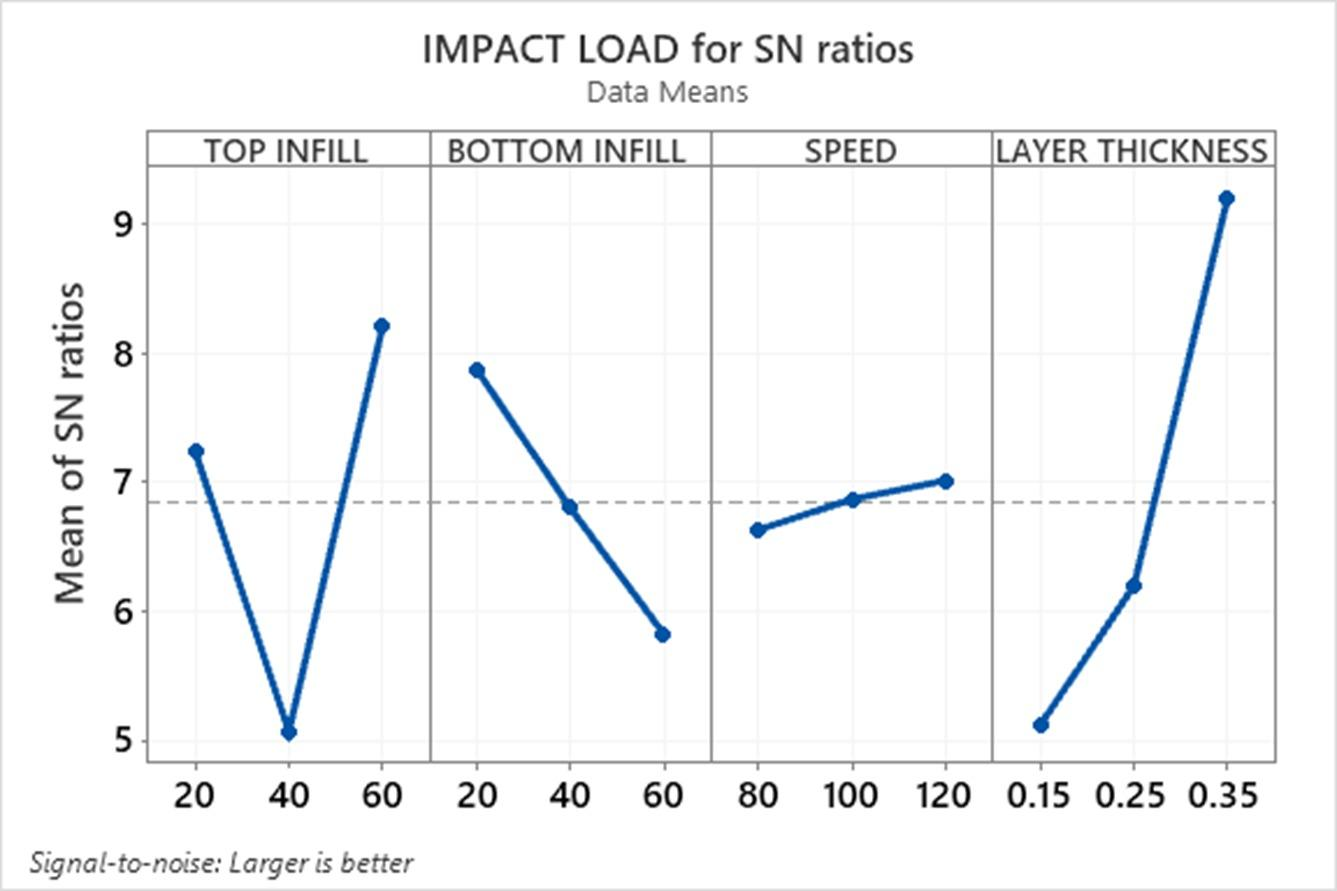 IMPACT LOAD for SN ratios
Data Means
TOP INFILL BOTTOM INFILL SPEED LAYER THICKNESS
Mean of SN ratios
9
8
7
6
5
20 40 60 20 40 60 80 100 120 0.15 0.25 0.35
Signal-to-noise: Larger is better